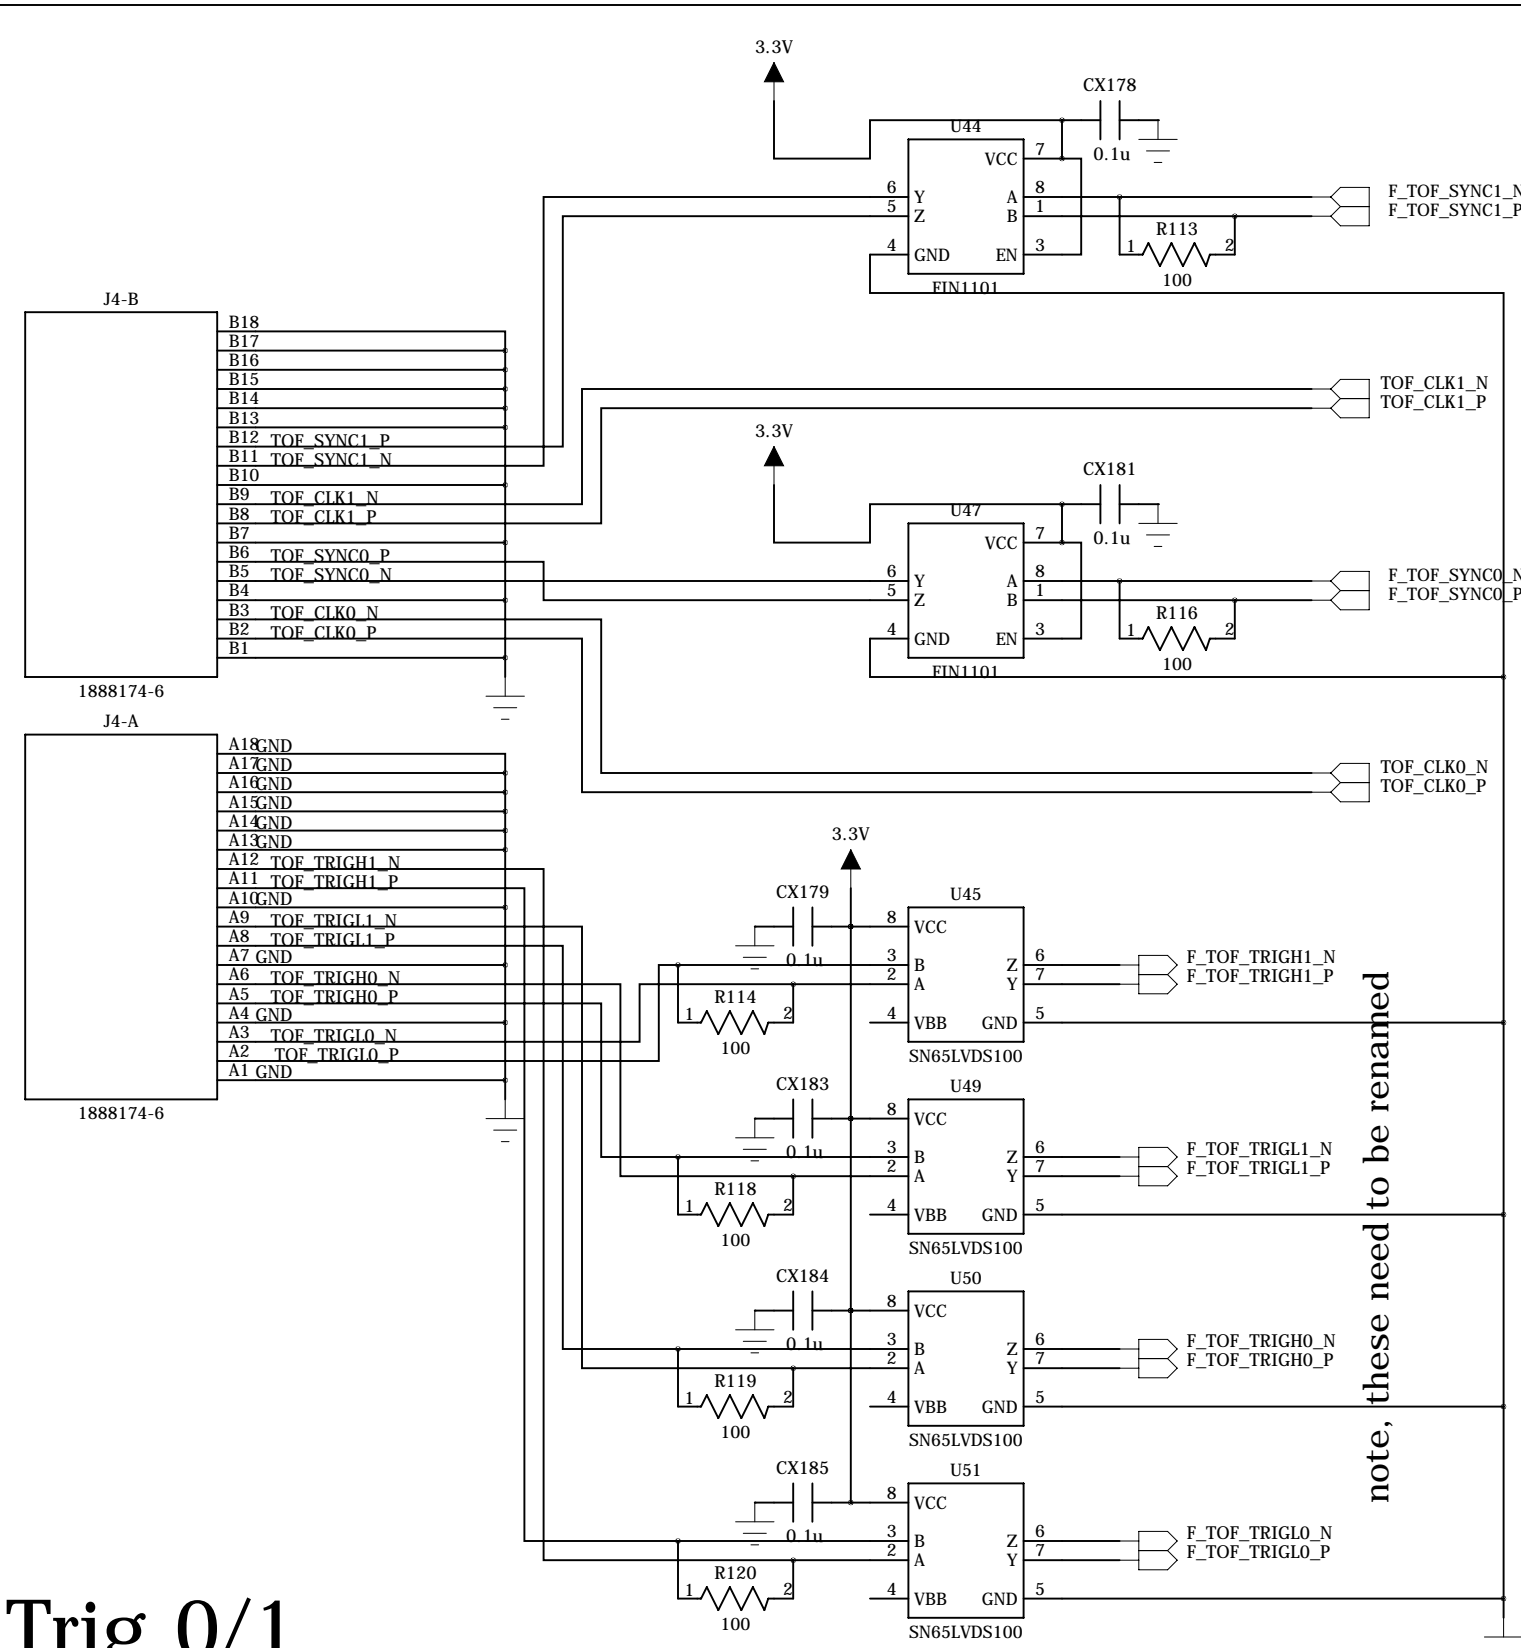 3.3V
CX178
0.1u
U44
VCC 7
6 Y A 8
5 Z B 1
4 GND EN 3
FIN1101
R113
1 2
100
F_TOF_SYNC1_N
F_TOF_SYNC1_P
J4-B
B18
B17
B16
B15
B14
B13
B12 TOF_SYNC1_P
B11 TOF_SYNC1_N
B10
B9 TOF_CLK1_N
B8 TOF_CLK1_P
B7
B6 TOF_SYNC0_P
B5 TOF_SYNC0_N
B4
B3 TOF_CLK0_N
B2 TOF_CLK0_P
B1
1888174-6
TOF_CLK1_N
TOF_CLK1_P
3.3V
CX181
0.1u
U47
VCC 7
6 Y A 8
5 Z B 1
4 GND EN 3
FIN1101
R116
1 2
100
F_TOF_SYNC0_N
F_TOF_SYNC0_P
J4-A
A18 GND
A17 GND
A16 GND
A15 GND
A14 GND
A13 GND
A12 TOF_TRIGH1_N
A11 TOF_TRIGH1_P
A10 GND
A9 TOF_TRIGL1_N
A8 TOF_TRIGL1_P
A7 GND
A6 TOF_TRIGH0_N
A5 TOF_TRIGH0_P
A4 GND
A3 TOF_TRIGL0_N
A2 TOF_TRIGL0_P
A1 GND
1888174-6
TOF_CLK0_N
TOF_CLK0_P
3.3V
CX179
0.1u
U45
8 VCC
3 B Z 6
2 A Y 7
4 VBB GND 5
SN65LVDS100
R114
1 2
100
F_TOF_TRIGH1_N
F_TOF_TRIGH1_P
CX183
0.1u
U49
8 VCC
3 B Z 6
2 A Y 7
4 VBB GND 5
SN65LVDS100
R118
1 2
100
F_TOF_TRIGL1_N
F_TOF_TRIGL1_P
CX184
0.1u
U50
8 VCC
3 B Z 6
2 A Y 7
4 VBB GND 5
SN65LVDS100
R119
1 2
100
F_TOF_TRIGH0_N
F_TOF_TRIGH0_P
CX185
0.1u
U51
8 VCC
3 B Z 6
2 A Y 7
4 VBB GND 5
SN65LVDS100
R120
1 2
100
F_TOF_TRIGL0_N
F_TOF_TRIGL0_P
note, these need to be renamed
Trig 0/1